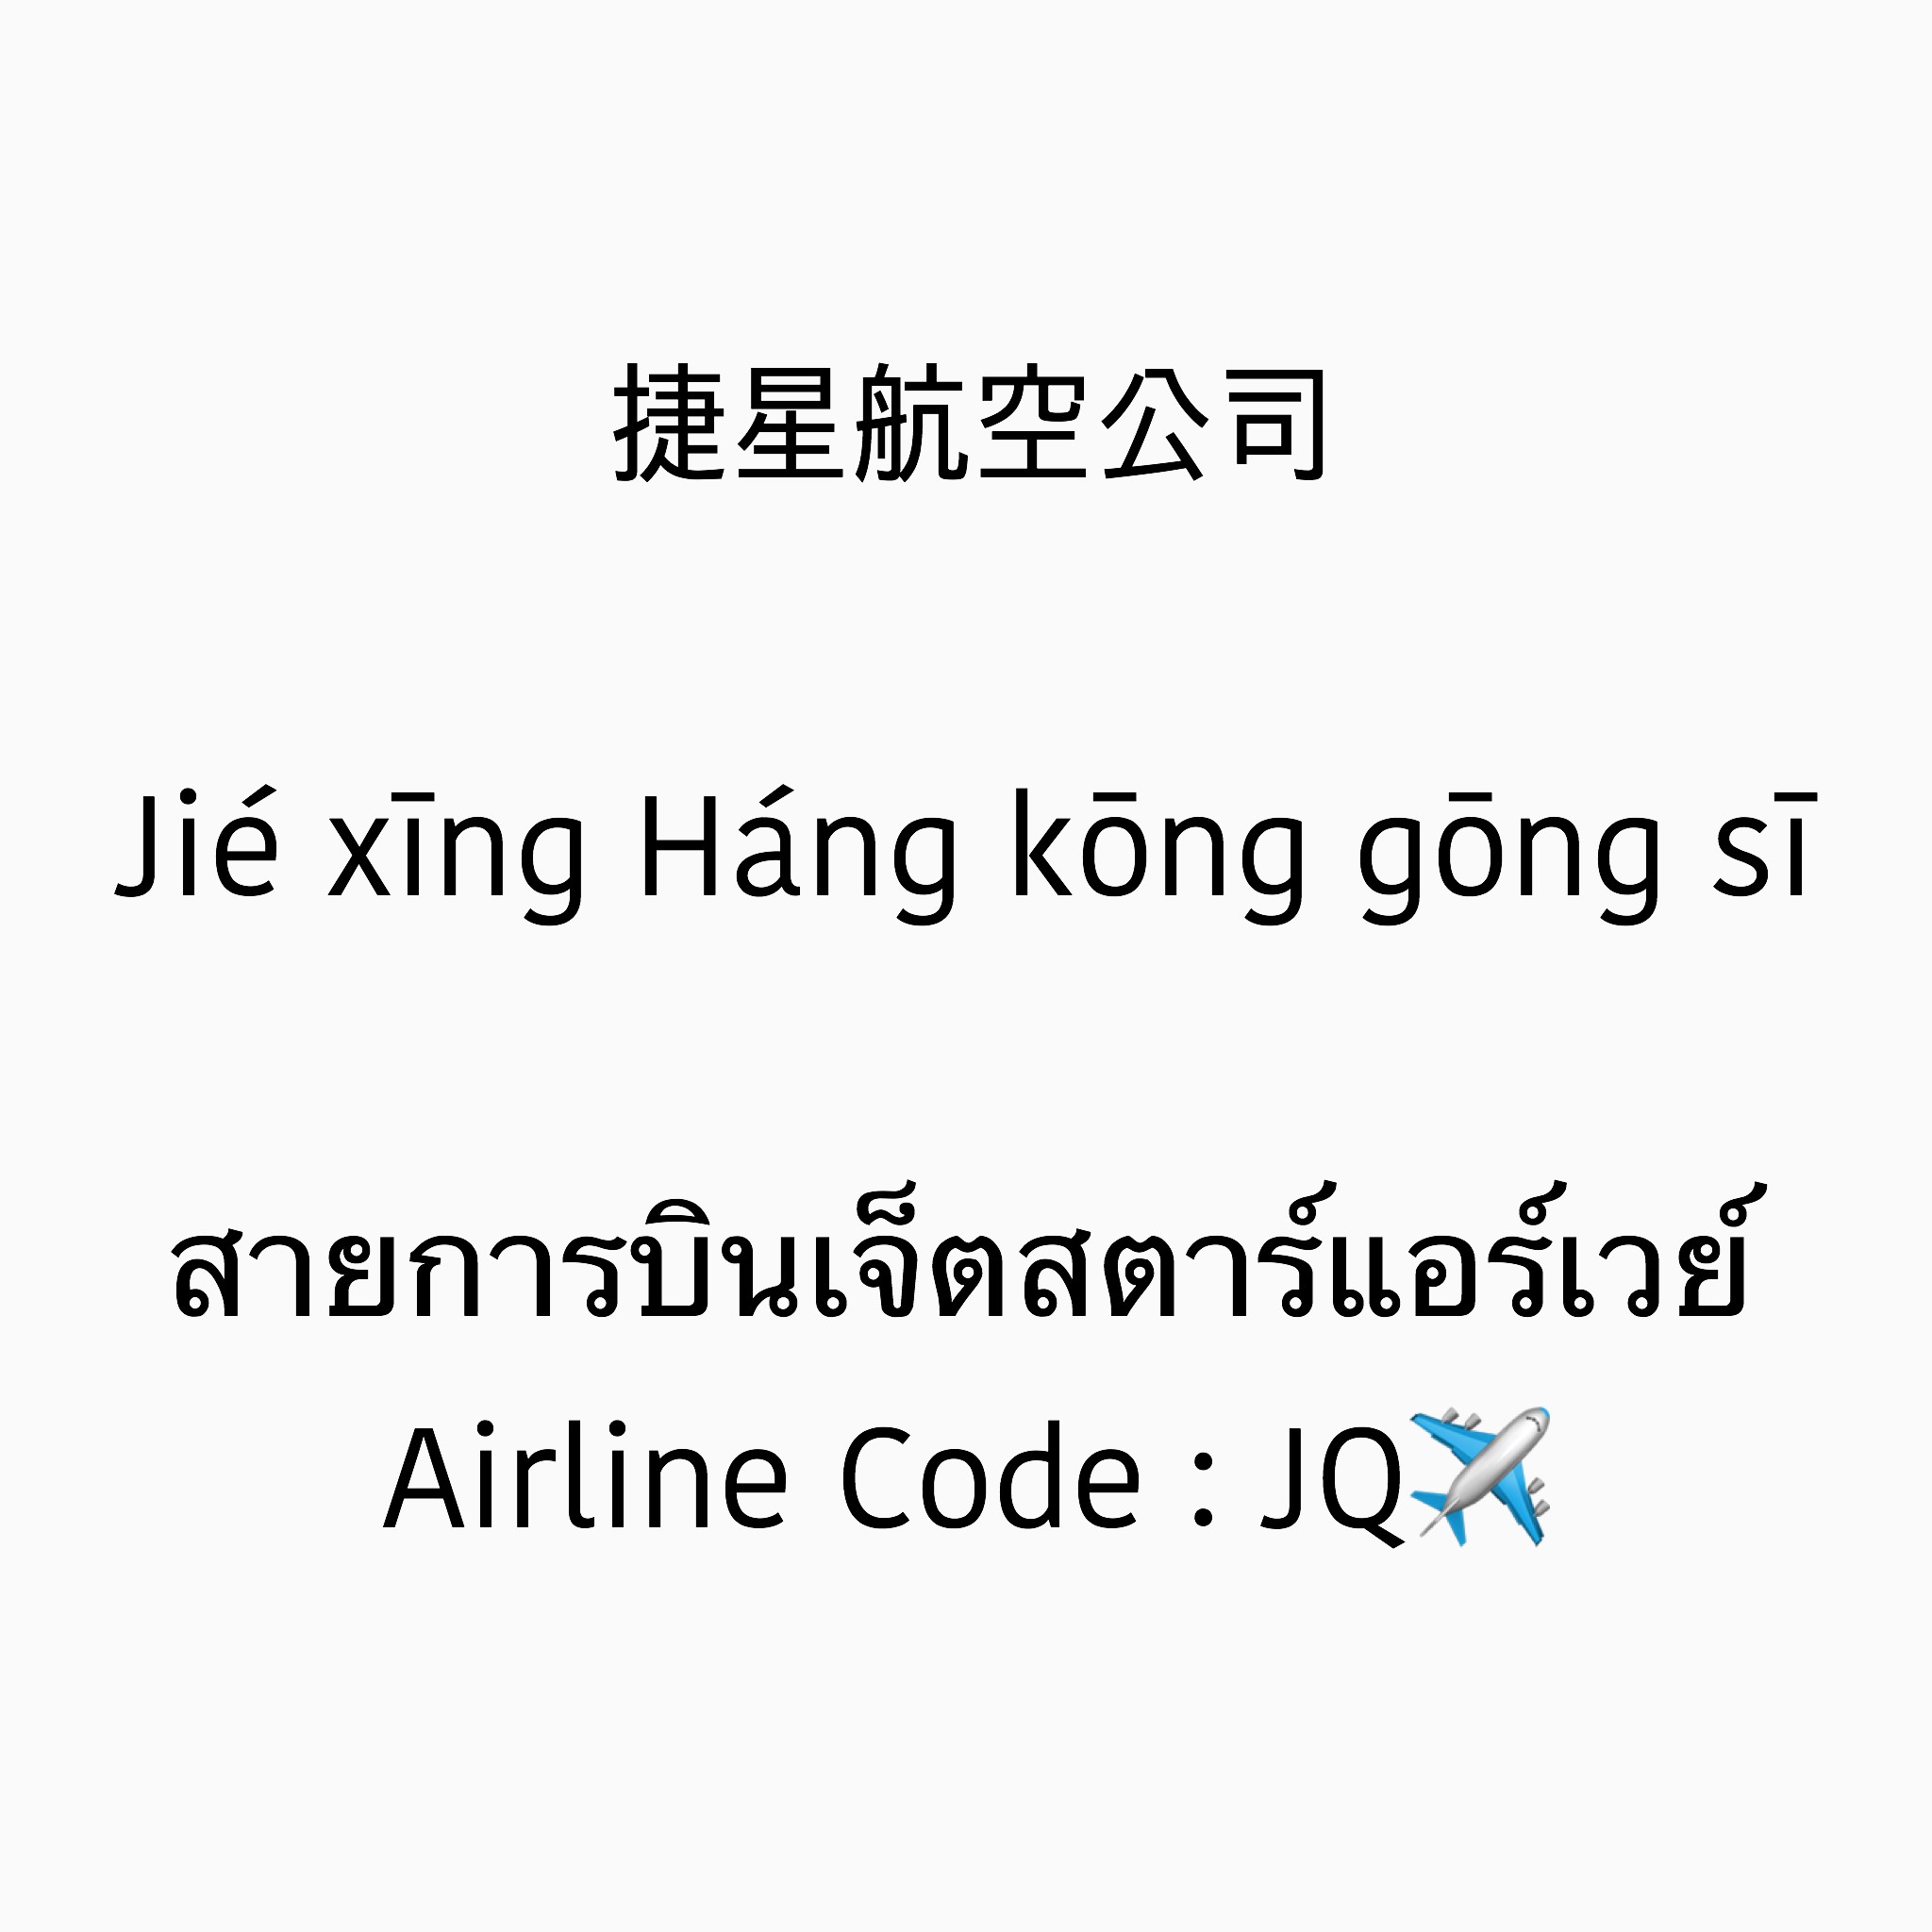 捷星航空公司
Jié xīng Háng kōng gōng sī
สายการบินเจ็ตสตาร์แอร์เวย์
Airline Code : JQ✈️